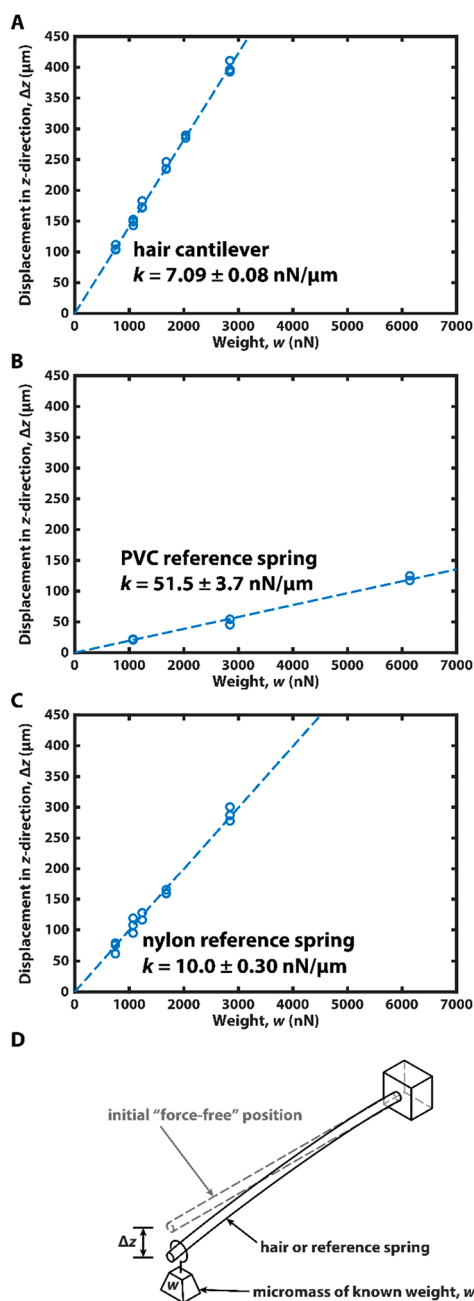 A
Displacement in z-direction, Δz (μm)
450
400
350
300
250
200
150
100
50
0
hair cantilever
k = 7.09 ± 0.08 nN/μm
0 1000 2000 3000 4000 5000 6000 7000
Weight, w (nN)
B
Displacement in z-direction, Δz (μm)
450
400
350
300
250
200
150
100
50
0
PVC reference spring
k = 51.5 ± 3.7 nN/μm
0 1000 2000 3000 4000 5000 6000 7000
Weight, w (nN)
C
Displacement in z-direction, Δz (μm)
450
400
350
300
250
200
150
100
50
0
nylon reference spring
k = 10.0 ± 0.30 nN/μm
0 1000 2000 3000 4000 5000 6000 7000
Weight, w (nN)
D
initial "force-free" position
Δz
hair or reference spring
w
micromass of known weight, w